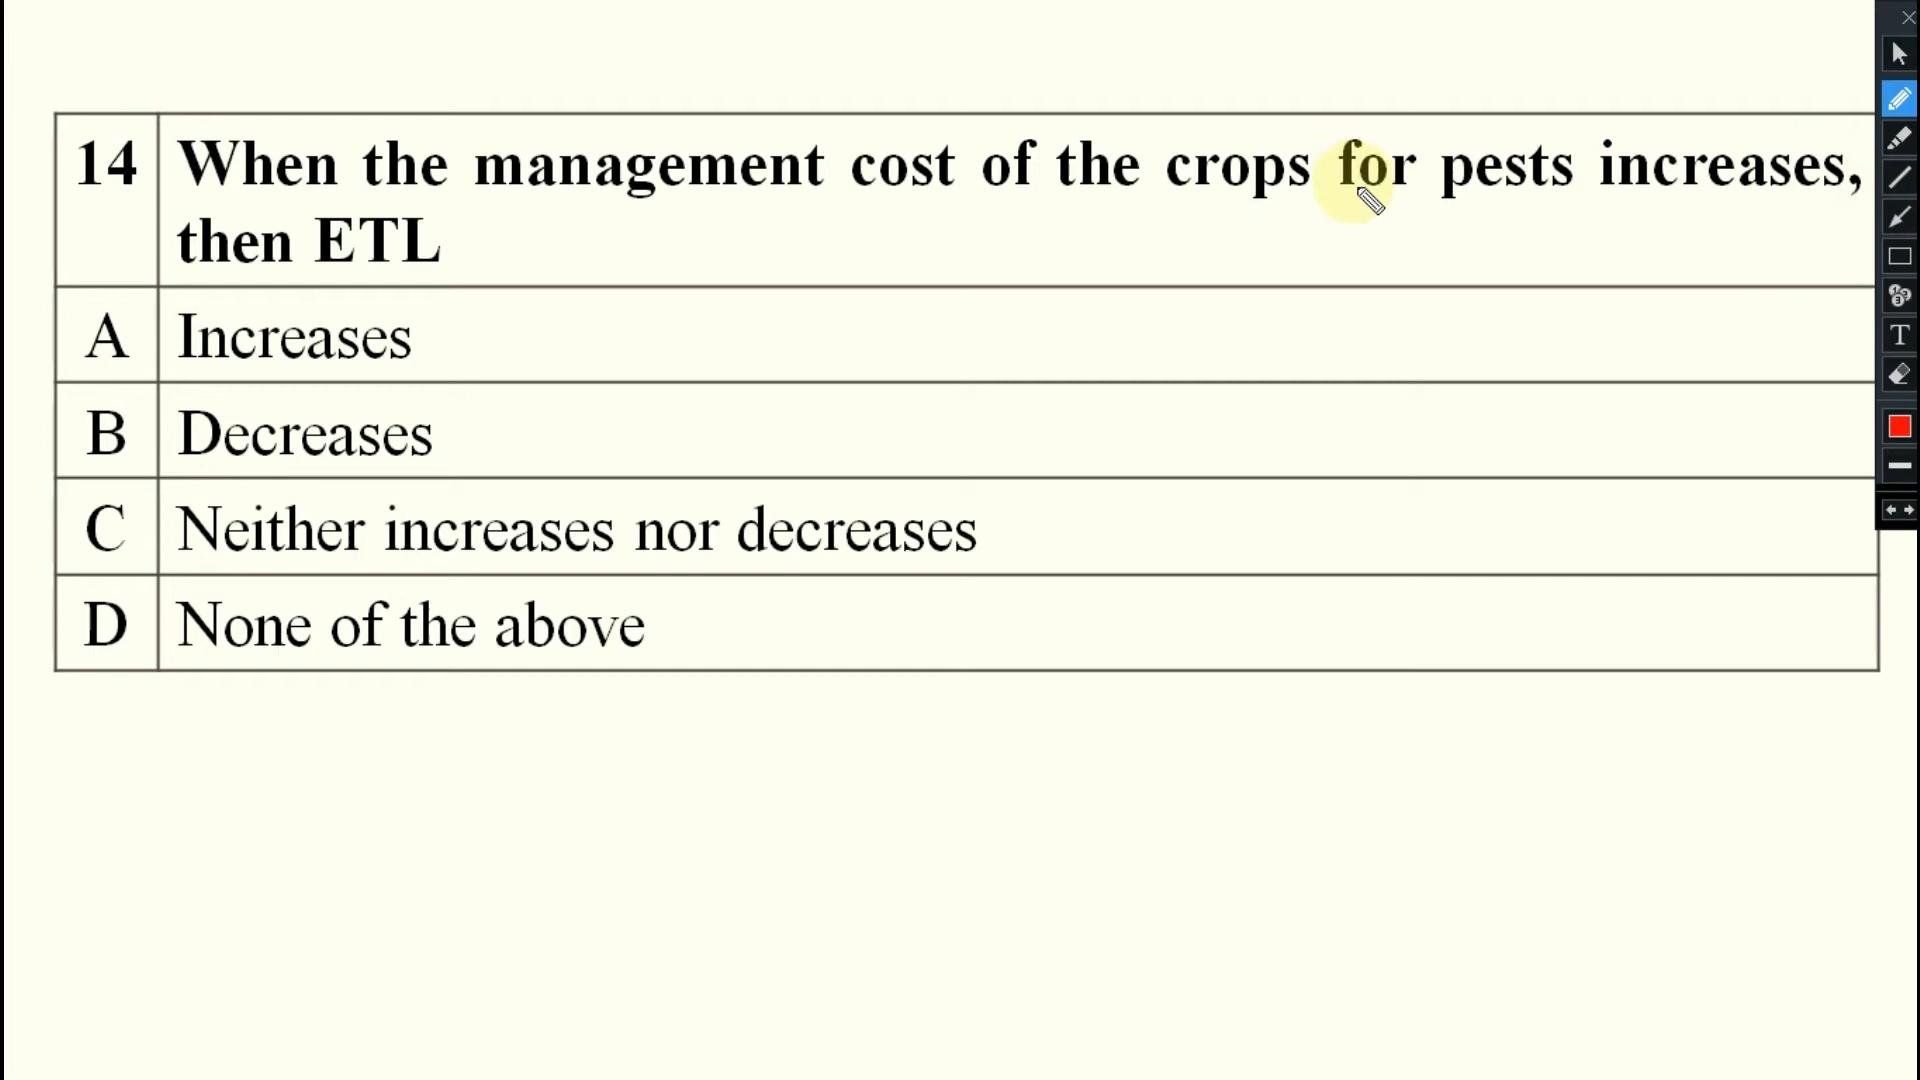 14 When the management cost of the crops for pests increases,
then ETL
A Increases
B Decreases
C Neither increases nor decreases
D None of the above
T